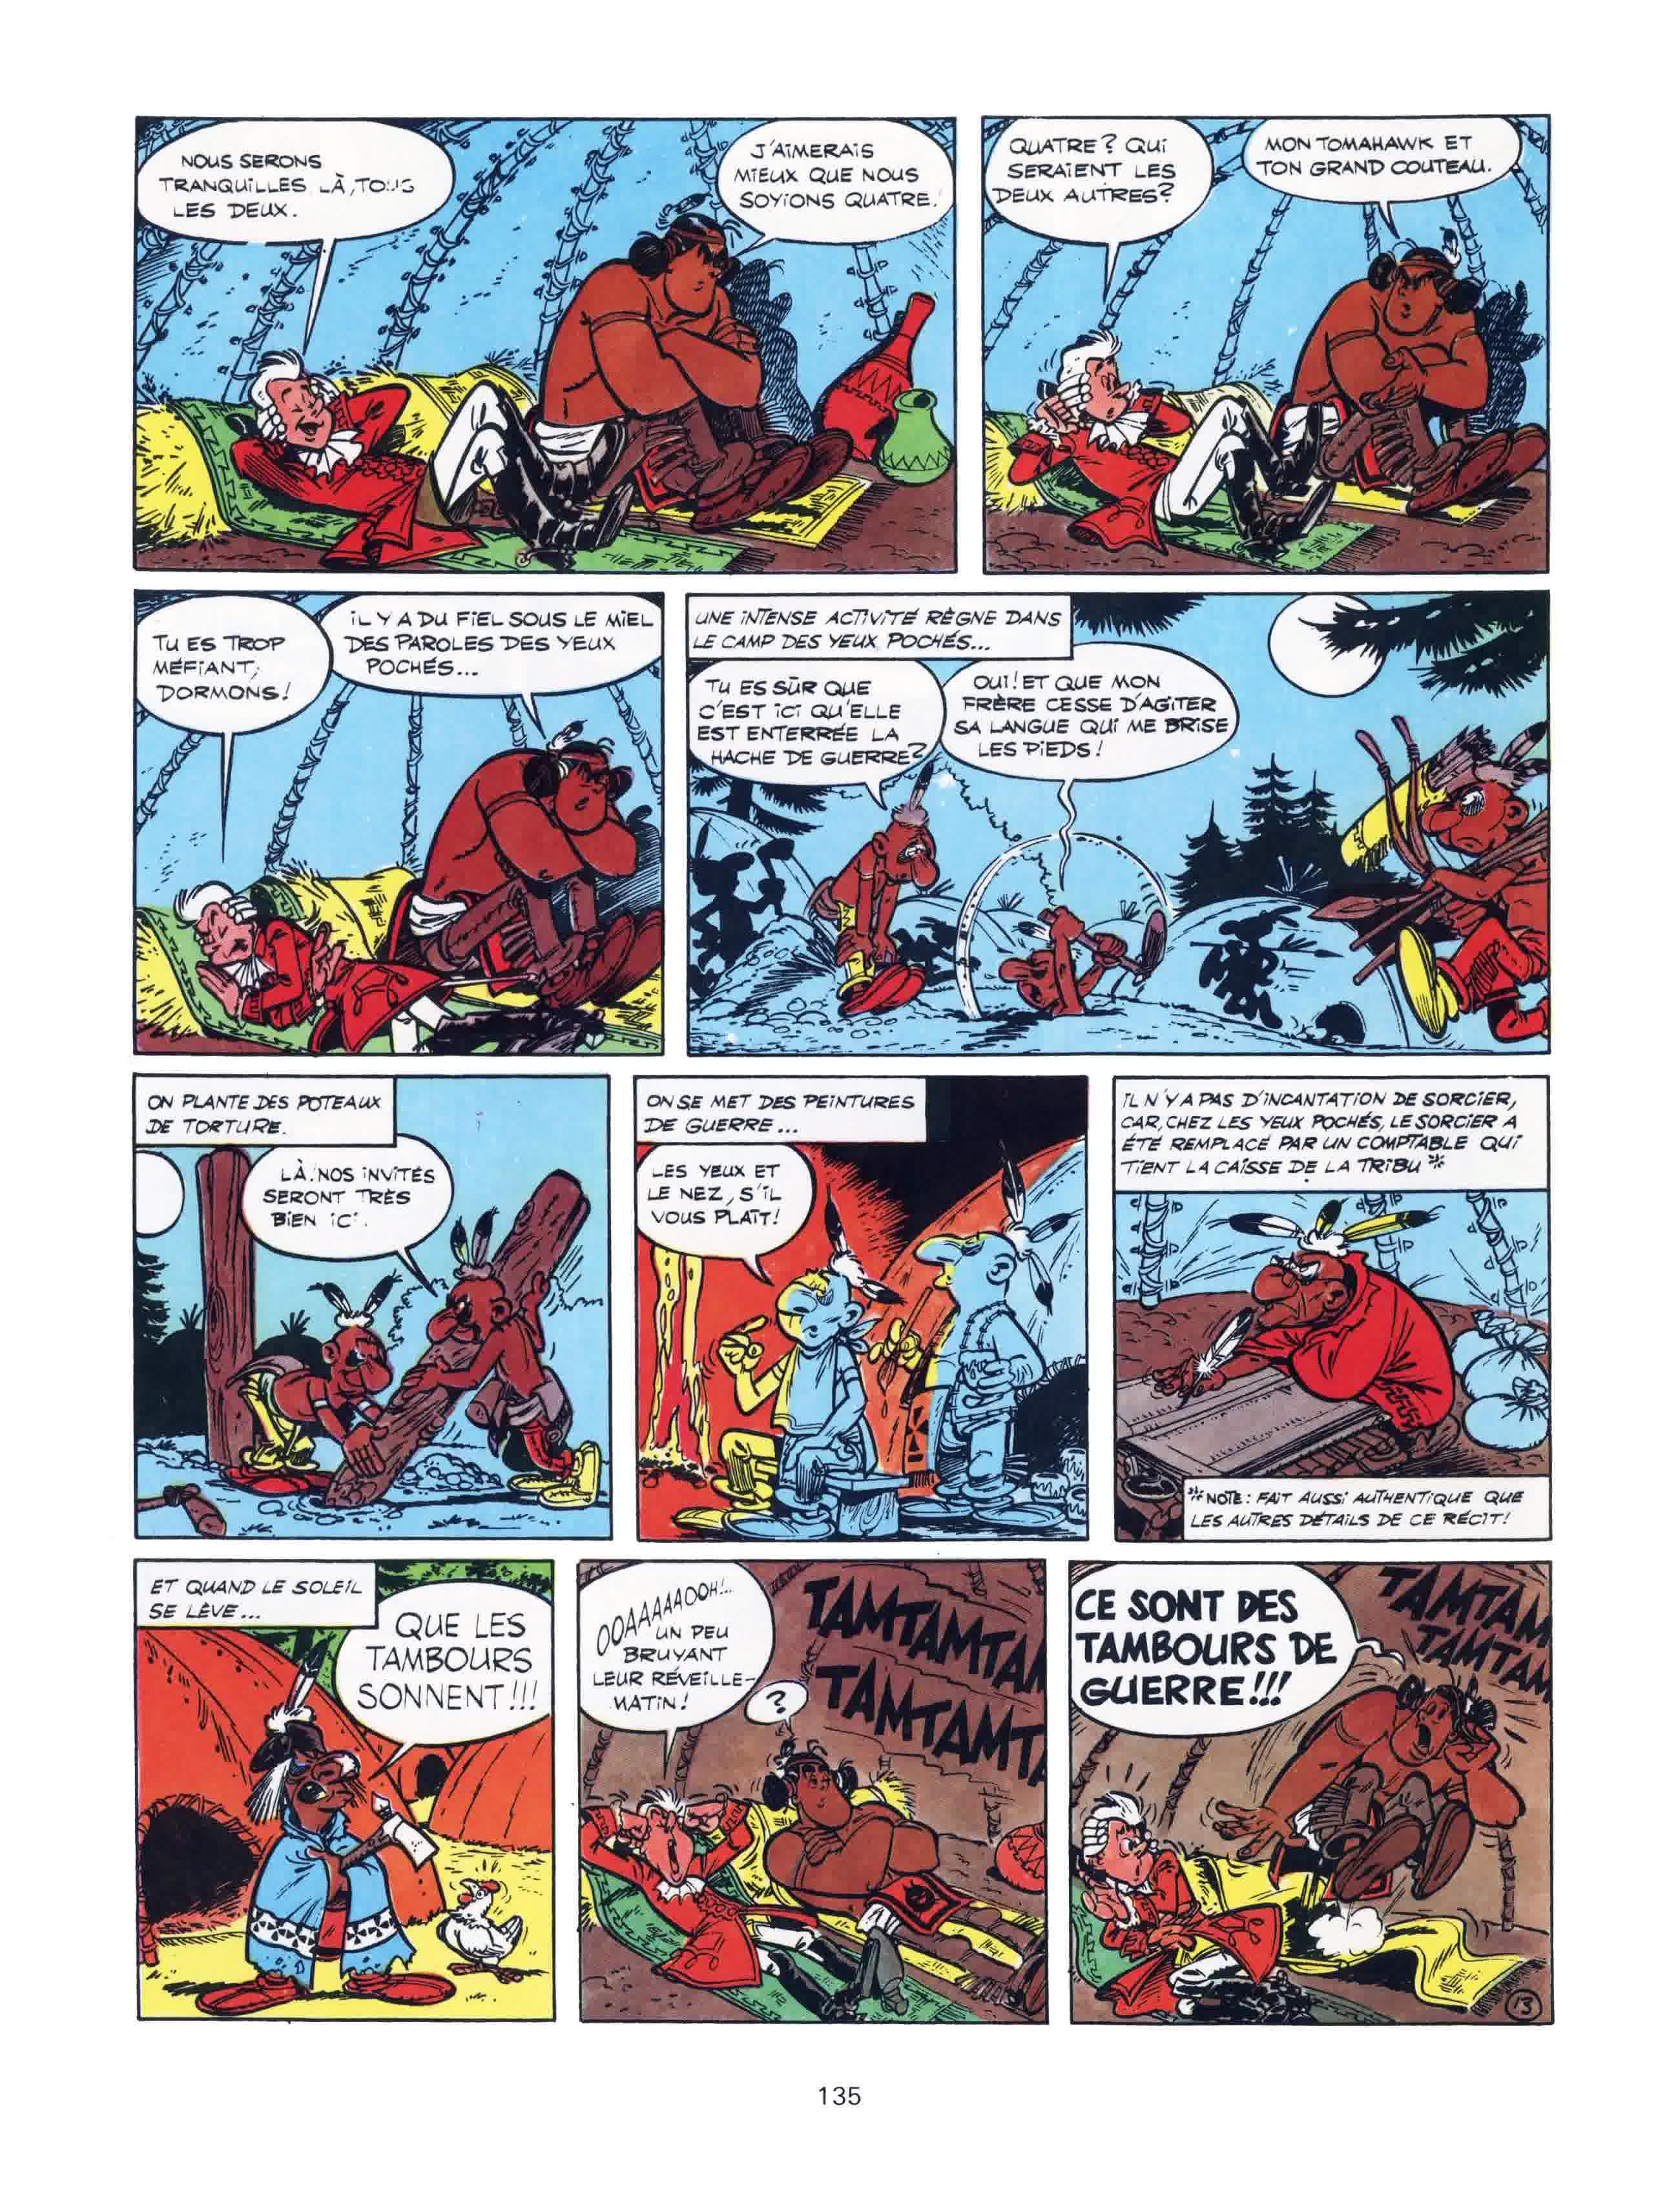 NOUS SERONS
TRANQUILLES LÀ, TOUS
LES DEUX.
J'AIMERAIS
MIEUX QUE NOUS
SOYIONS QUATRE.
QUATRE? QUI
SERAIENT LES
DEUX AUTRES?
MON TOMAHAWK ET
TON GRAND COUTEAU.
TU ES TROP
MÉFIANT,
DORMONS!
IL Y A DU FIEL SOUS LE MIEL
DES PAROLES DES YEUX
POCHÉS...
UNE INTENSE ACTIVITÉ RÈGNE DANS
LE CAMP DES YEUX POCHÉS...
TU ES SÛR QUE
C'EST ICI QU'ELLE
EST ENTERRÉE LA
HACHE DE GUERRE?
OUI! ET QUE MON
FRÈRE CESSE D'AGITER
SA LANGUE QUI ME BRISE
LES PIEDS!
ON PLANTE DES POTEAUX
DE TORTURE.
LÀ. NOS INVITÉS
SERONT TRÈS
BIEN ICI.
ON SE MET DES PEINTURES
DE GUERRE...
LES YEUX ET
LE NEZ, S'IL
VOUS PLAÎT!
IL N'Y A PAS D'INCANTATION DE SORCIER,
CAR, CHEZ LES YEUX POCHÉS, LE SORCIER A
ÉTÉ REMPLACÉ PAR UN COMPTABLE QUI
TIENT LA CAISSE DE LA TRIBU *
* NOTE: FAIT AUSSI AUTHENTIQUE QUE
LES AUTRES DÉTAILS DE CE RÉCIT!
ET QUAND LE SOLEIL
SE LÈVE...
QUE LES
TAMBOURS
SONNENT!!!
OOAAAAAOOH!..
UN PEU
BRUYANT
LEUR RÉVEILLE-
MATIN!
?
TAMTAMTAM
TAMTAMT
CE SONT DES
TAMBOURS DE
GUERRE!!!
TAMTAM
TAMTAM
13
135